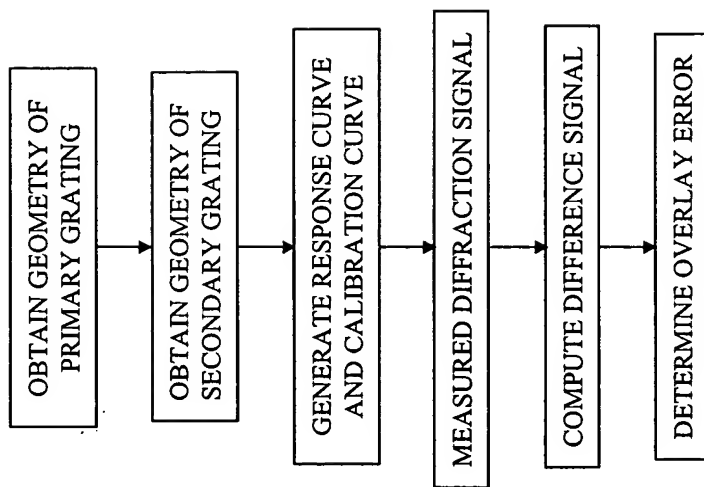 OBTAIN GEOMETRY OF
PRIMARY GRATING
OBTAIN GEOMETRY OF
SECONDARY GRATING
GENERATE RESPONSE CURVE
AND CALIBRATION CURVE
MEASURED DIFFRACTION SIGNAL
COMPUTE DIFFERENCE SIGNAL
DETERMINE OVERLAY ERROR